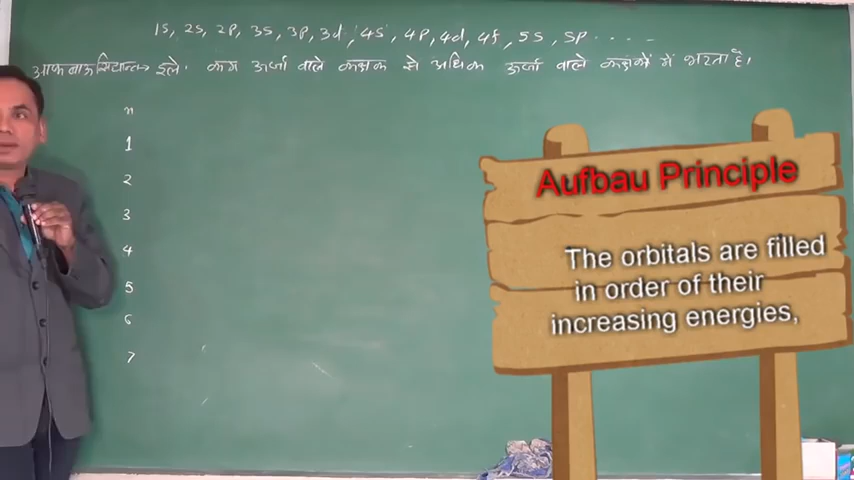 1s, 2s, 2p, 3s, 3p, 3d, 4s, 4p, 4d, 4f, 5s, 5p . . . . –
आफबाऊ सिद्धान्त→ इले. कम ऊर्जा वाले कक्षक से अधिक ऊर्जा वाले कक्षकों में भरता है।
n
1
2
3
4
5
6
7
Aufbau Principle
The orbitals are filled
in order of their
increasing energies,